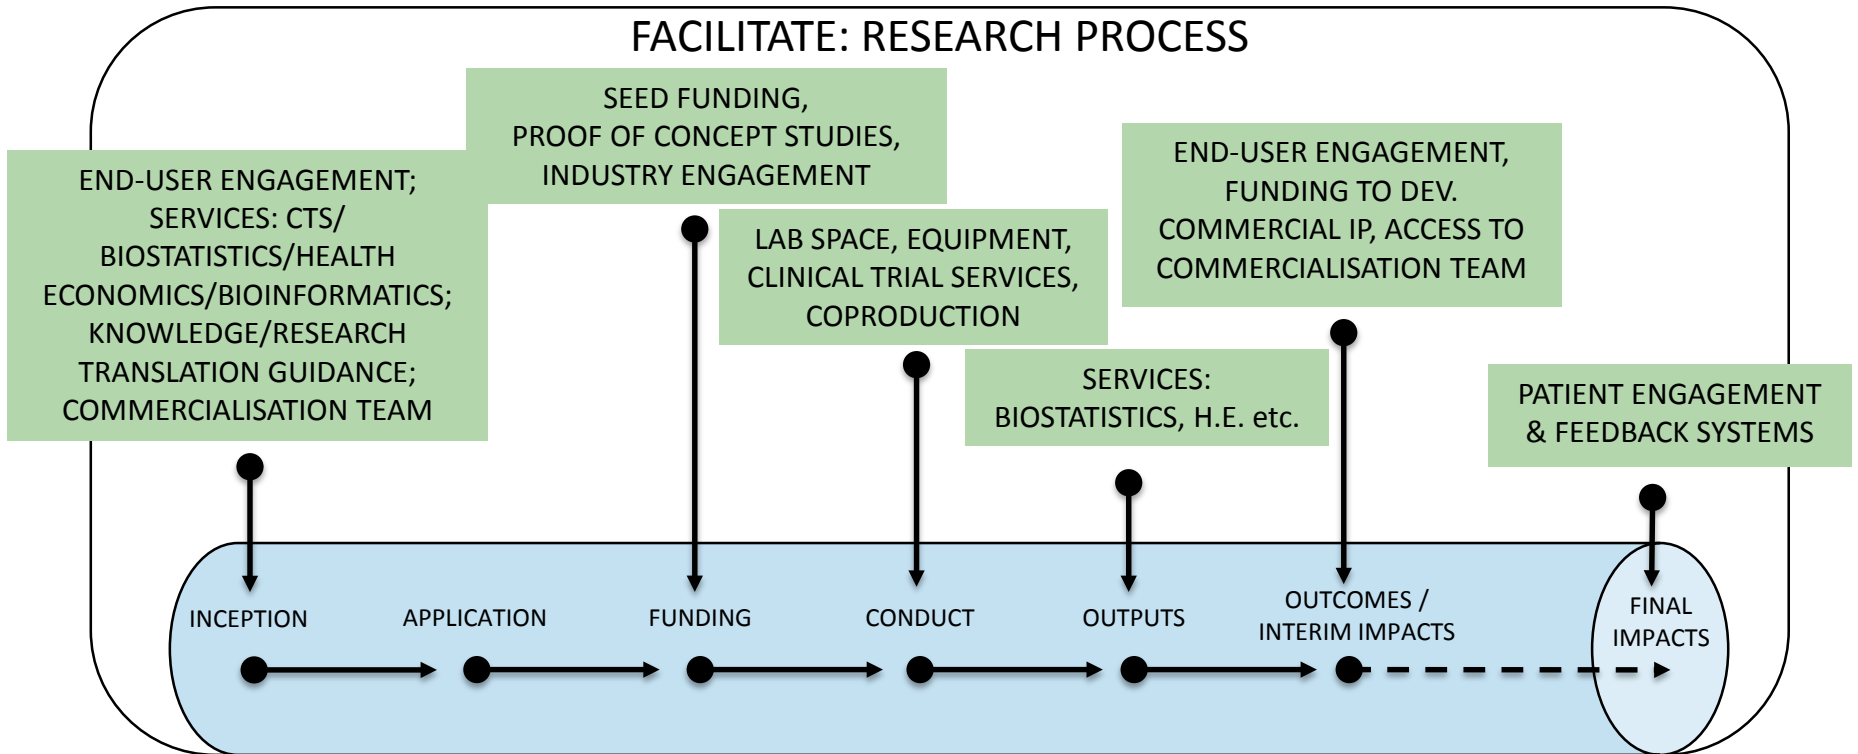 FACILITATE: RESEARCH PROCESS
END-USER ENGAGEMENT;
SERVICES: CTS/
BIOSTATISTICS/HEALTH
ECONOMICS/BIOINFORMATICS;
KNOWLEDGE/RESEARCH
TRANSLATION GUIDANCE;
COMMERCIALISATION TEAM
SEED FUNDING,
PROOF OF CONCEPT STUDIES,
INDUSTRY ENGAGEMENT
LAB SPACE, EQUIPMENT,
CLINICAL TRIAL SERVICES,
COPRODUCTION
SERVICES:
BIOSTATISTICS, H.E. etc.
END-USER ENGAGEMENT,
FUNDING TO DEV.
COMMERCIAL IP, ACCESS TO
COMMERCIALISATION TEAM
PATIENT ENGAGEMENT
& FEEDBACK SYSTEMS
INCEPTION
APPLICATION
FUNDING
CONDUCT
OUTPUTS
OUTCOMES /
INTERIM IMPACTS
FINAL
IMPACTS